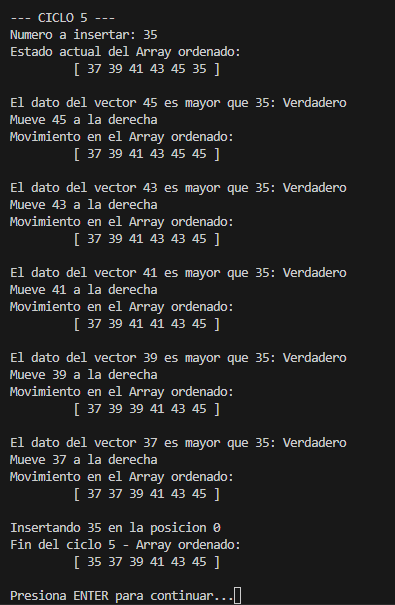 --- CICLO 5 ---
Numero a insertar: 35
Estado actual del Array ordenado:
[ 37 39 41 43 45 35 ]
El dato del vector 45 es mayor que 35: Verdadero
Mueve 45 a la derecha
Movimiento en el Array ordenado:
[ 37 39 41 43 45 45 ]
El dato del vector 43 es mayor que 35: Verdadero
Mueve 43 a la derecha
Movimiento en el Array ordenado:
[ 37 39 41 43 43 45 ]
El dato del vector 41 es mayor que 35: Verdadero
Mueve 41 a la derecha
Movimiento en el Array ordenado:
[ 37 39 41 41 43 45 ]
El dato del vector 39 es mayor que 35: Verdadero
Mueve 39 a la derecha
Movimiento en el Array ordenado:
[ 37 39 39 41 43 45 ]
El dato del vector 37 es mayor que 35: Verdadero
Mueve 37 a la derecha
Movimiento en el Array ordenado:
[ 37 37 39 41 43 45 ]
Insertando 35 en la posicion 0
Fin del ciclo 5 - Array ordenado:
[ 35 37 39 41 43 45 ]
Presiona ENTER para continuar...